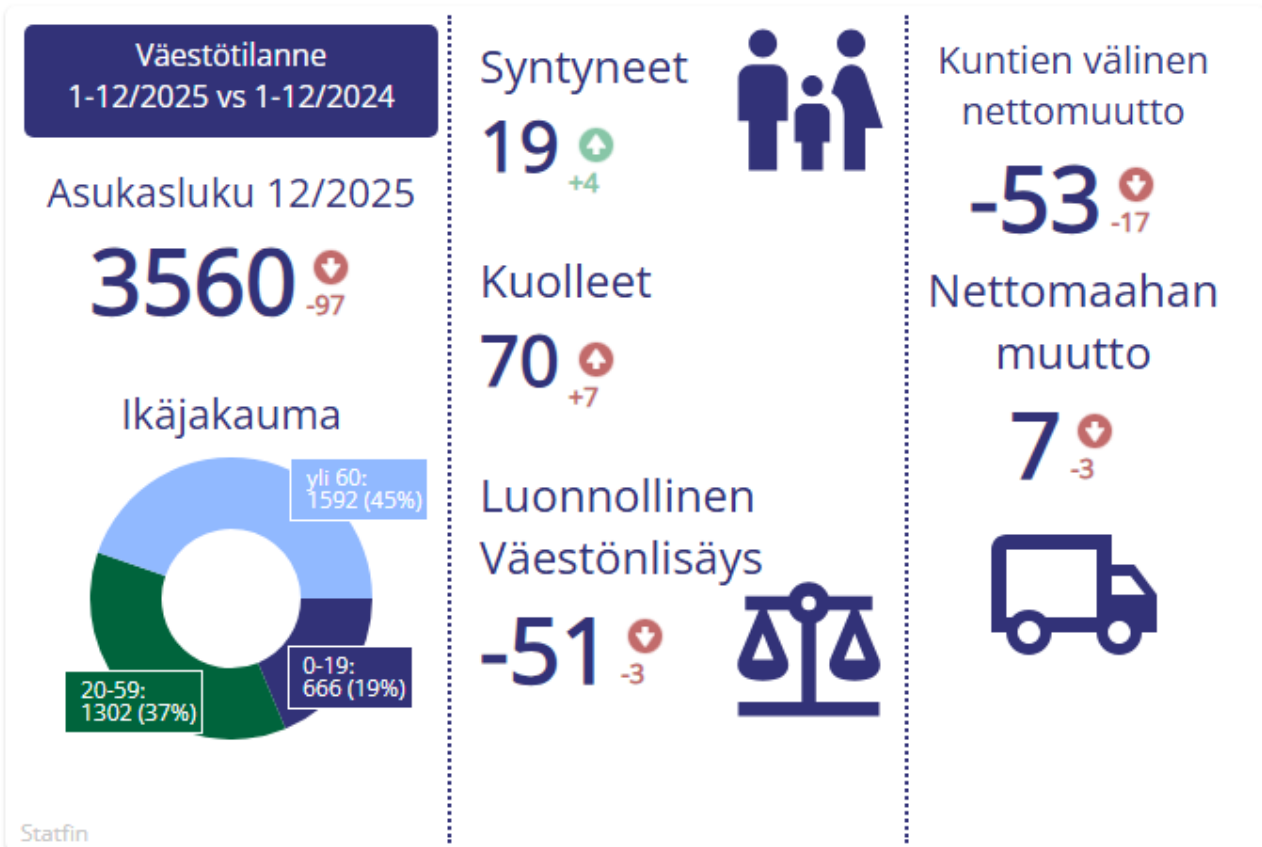 Väestötilanne
1-12/2025 vs 1-12/2024
Asukasluku 12/2025
3560
-97
Ikäjakauma
yli 60:
1592 (45%)
0-19:
666 (19%)
20-59:
1302 (37%)
Statfin
Syntyneet
19
+4
Kuolleet
70
+7
Luonnollinen
Väestönlisäys
-51
-3
Kuntien välinen
nettomuutto
-53
-17
Nettomaahan
muutto
7
-3